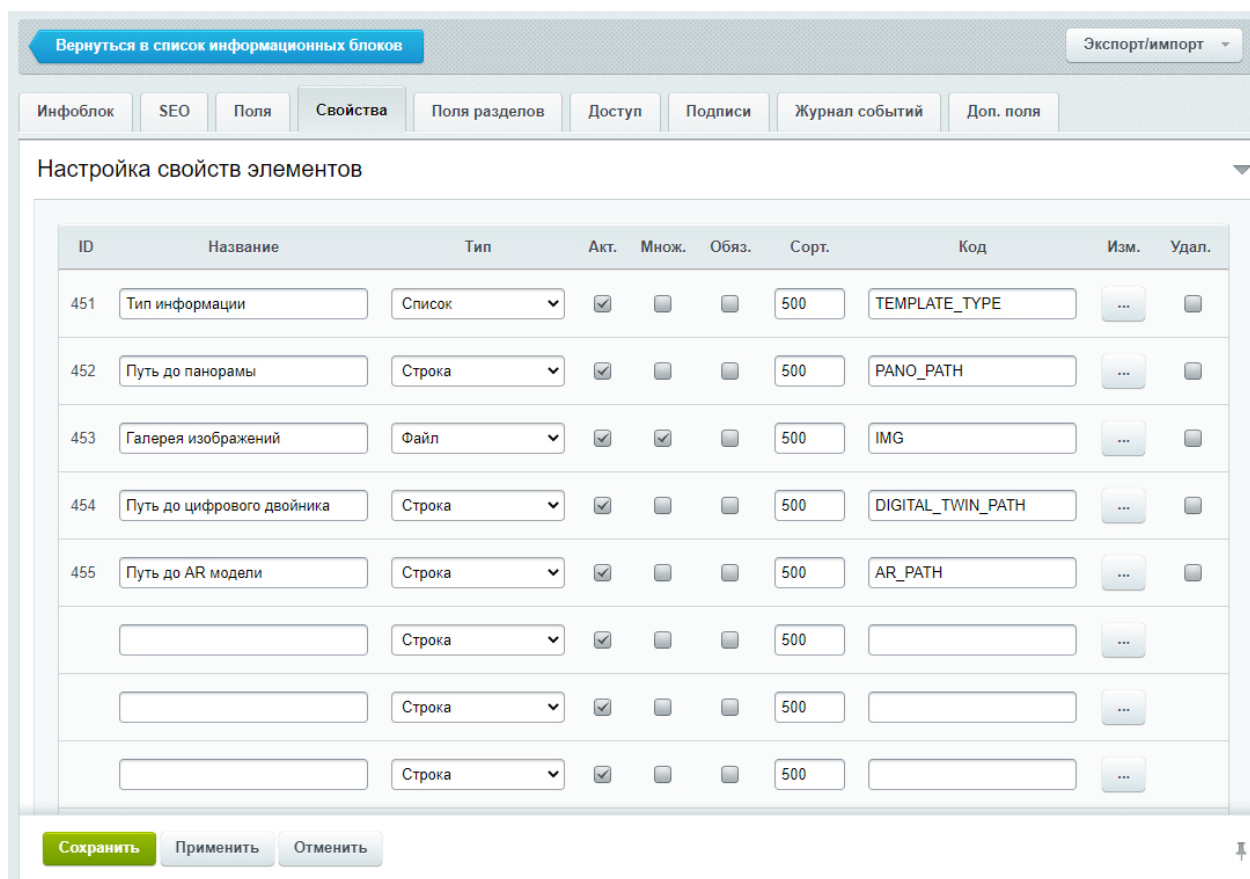 Вернуться в список информационных блоков Экспорт/импорт
Инфоблок SEO Поля Свойства Поля разделов Доступ Подписи Журнал событий Доп. поля
Настройка свойств элементов
ID Название Тип Акт. Множ. Обяз. Сорт. Код Изм. Удал.
451 Тип информации Список 500 TEMPLATE_TYPE ...
452 Путь до панорамы Строка 500 PANO_PATH ...
453 Галерея изображений Файл 500 IMG ...
454 Путь до цифрового двойника Строка 500 DIGITAL_TWIN_PATH ...
455 Путь до AR модели Строка 500 AR_PATH ...
Строка 500 ...
Строка 500 ...
Строка 500 ...
Сохранить Применить Отменить